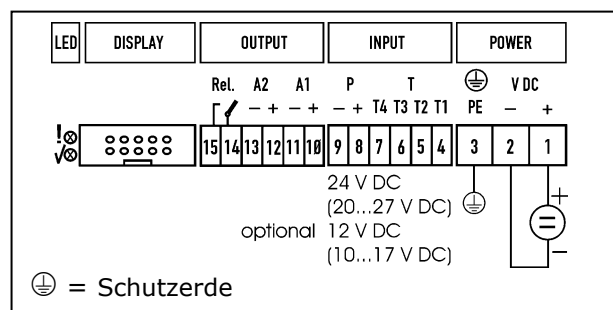 LED DISPLAY OUTPUT INPUT POWER
Rel. A2 A1 P T V DC
– + – + – + T4 T3 T2 T1 PE – +
! √
15 14 13 12 11 10 9 8 7 6 5 4 3 2 1
24 V DC
(20...27 V DC)
optional 12 V DC
(10...17 V DC)
+
=
–
= Schutzerde